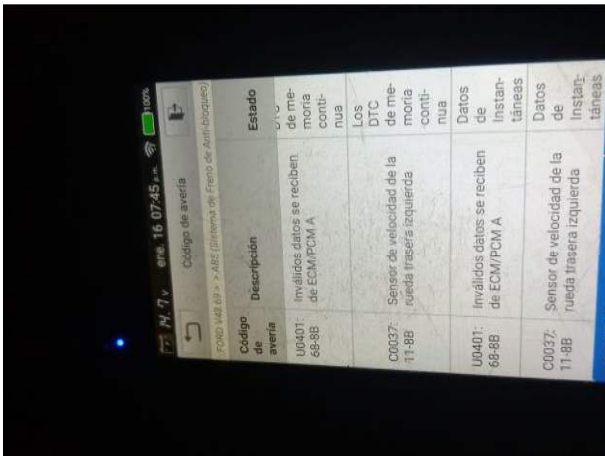 14.7v ene. 16 07:45 a.m. 100%
Código de avería
FORD V48.69 > > ABS (Sistema de Freno de Anti-bloqueo)
Código
de
avería
Descripción
Estado
U0401:
68-8B
Inválidos datos se reciben
de ECM/PCM A
DTC
de me-
moria
conti-
nua
C0037:
11-8B
Sensor de velocidad de la
rueda trasera izquierda
Los
DTC
de me-
moria
conti-
nua
U0401:
68-8B
Inválidos datos se reciben
de ECM/PCM A
Datos
de
Instan-
táneas
C0037:
11-8B
Sensor de velocidad de la
rueda trasera izquierda
Datos
de
Instan-
táneas